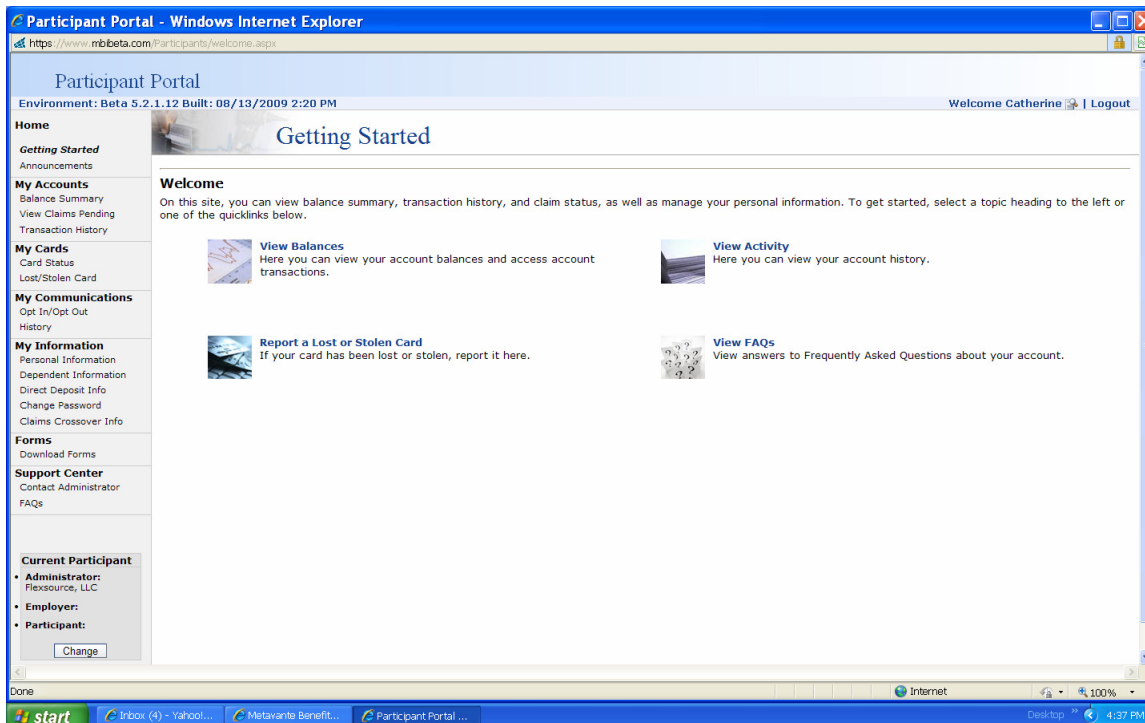 Participant Portal - Windows Internet Explorer
https://www.mbibeta.com/Participants/welcome.aspx
Participant Portal
Environment: Beta 5.2.1.12 Built: 08/13/2009 2:20 PM
Welcome Catherine | Logout
Home
Getting Started
Announcements
My Accounts
Balance Summary
View Claims Pending
Transaction History
My Cards
Card Status
Lost/Stolen Card
My Communications
Opt In/Opt Out
History
My Information
Personal Information
Dependent Information
Direct Deposit Info
Change Password
Claims Crossover Info
Forms
Download Forms
Support Center
Contact Administrator
FAQs
Current Participant
• Administrator:
Flexsource, LLC
• Employer:
• Participant:
Change
Getting Started
Welcome
On this site, you can view balance summary, transaction history, and claim status, as well as manage your personal information. To get started, select a topic heading to the left or
one of the quicklinks below.
View Balances
Here you can view your account balances and access account
transactions.
View Activity
Here you can view your account history.
Report a Lost or Stolen Card
If your card has been lost or stolen, report it here.
View FAQs
View answers to Frequently Asked Questions about your account.
Done
Internet
100%
start
Inbox (4) - Yahoo!...
Metavante Benefit...
Participant Portal ...
Desktop
4:37 PM